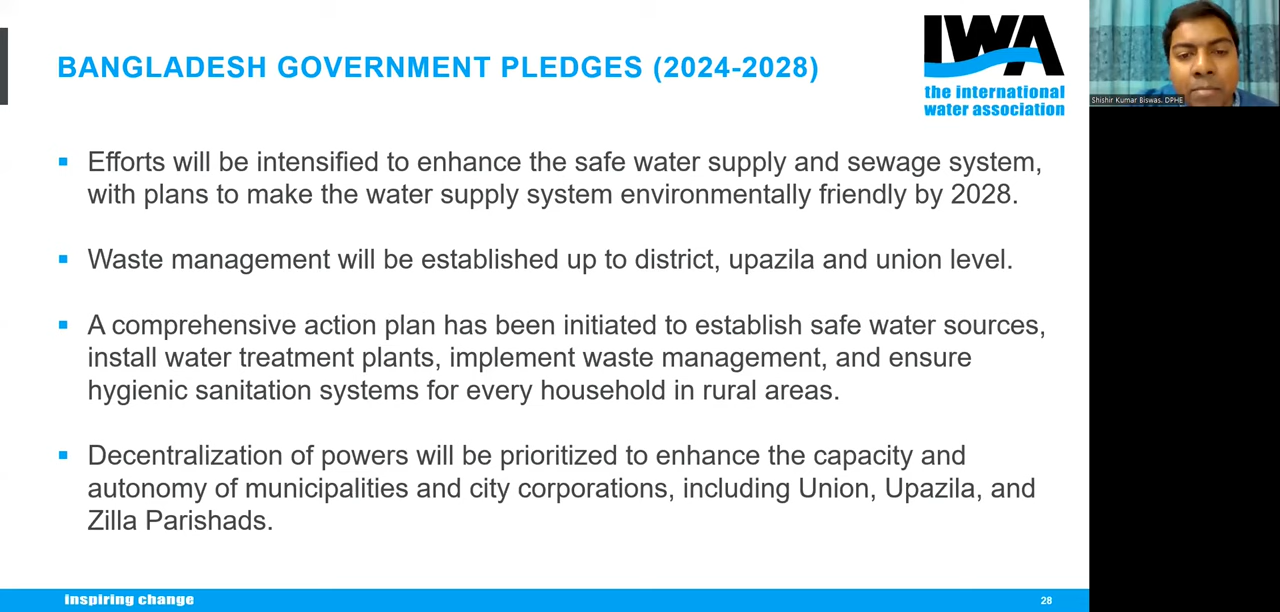 BANGLADESH GOVERNMENT PLEDGES (2024-2028)
IWA
the international
water association
Shishir Kumar Biswas. DPHE
Efforts will be intensified to enhance the safe water supply and sewage system,
with plans to make the water supply system environmentally friendly by 2028.
Waste management will be established up to district, upazila and union level.
A comprehensive action plan has been initiated to establish safe water sources,
install water treatment plants, implement waste management, and ensure
hygienic sanitation systems for every household in rural areas.
Decentralization of powers will be prioritized to enhance the capacity and
autonomy of municipalities and city corporations, including Union, Upazila, and
Zilla Parishads.
inspiring change
28